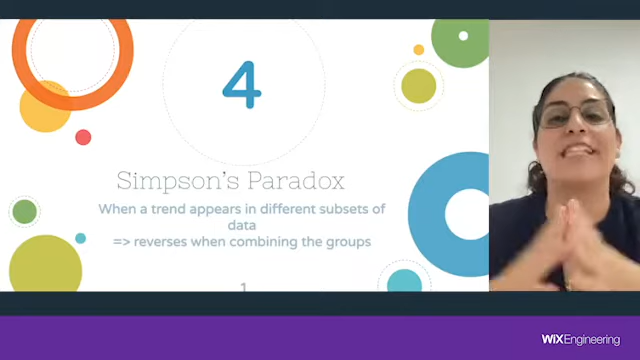 4
Simpson's Paradox
When a trend appears in different subsets of
data
=> reverses when combining the groups
1
WiXEngineering